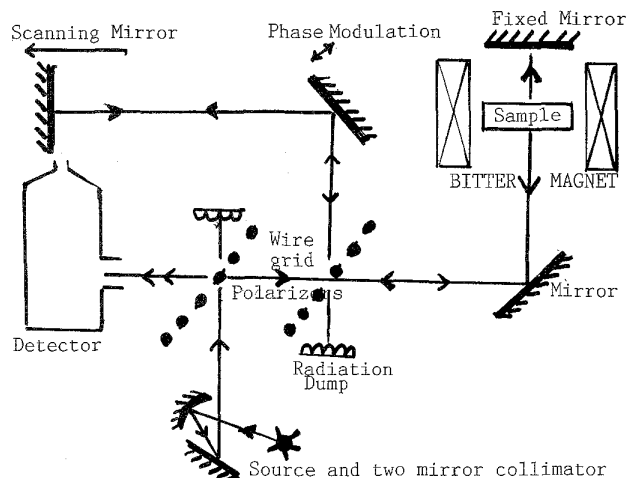 Scanning Mirror
Phase Modulation
Fixed Mirror
Sample
BITTER MAGNET
Wire
grid
Polarizers
Mirror
Detector
Radiation
Dump
Source and two mirror collimator